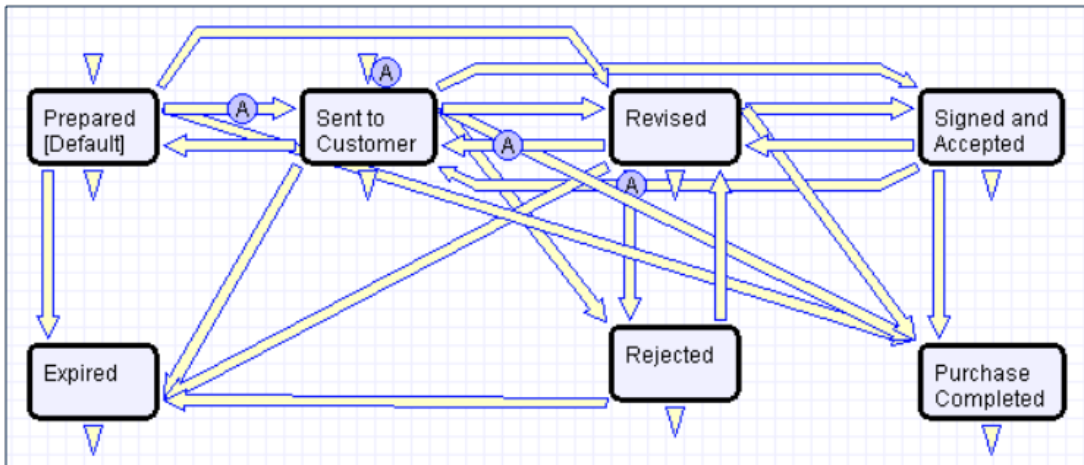 A
Prepared
[Default]
A
Sent to
Customer
A
Revised
Signed and
Accepted
A
Expired
Rejected
Purchase
Completed